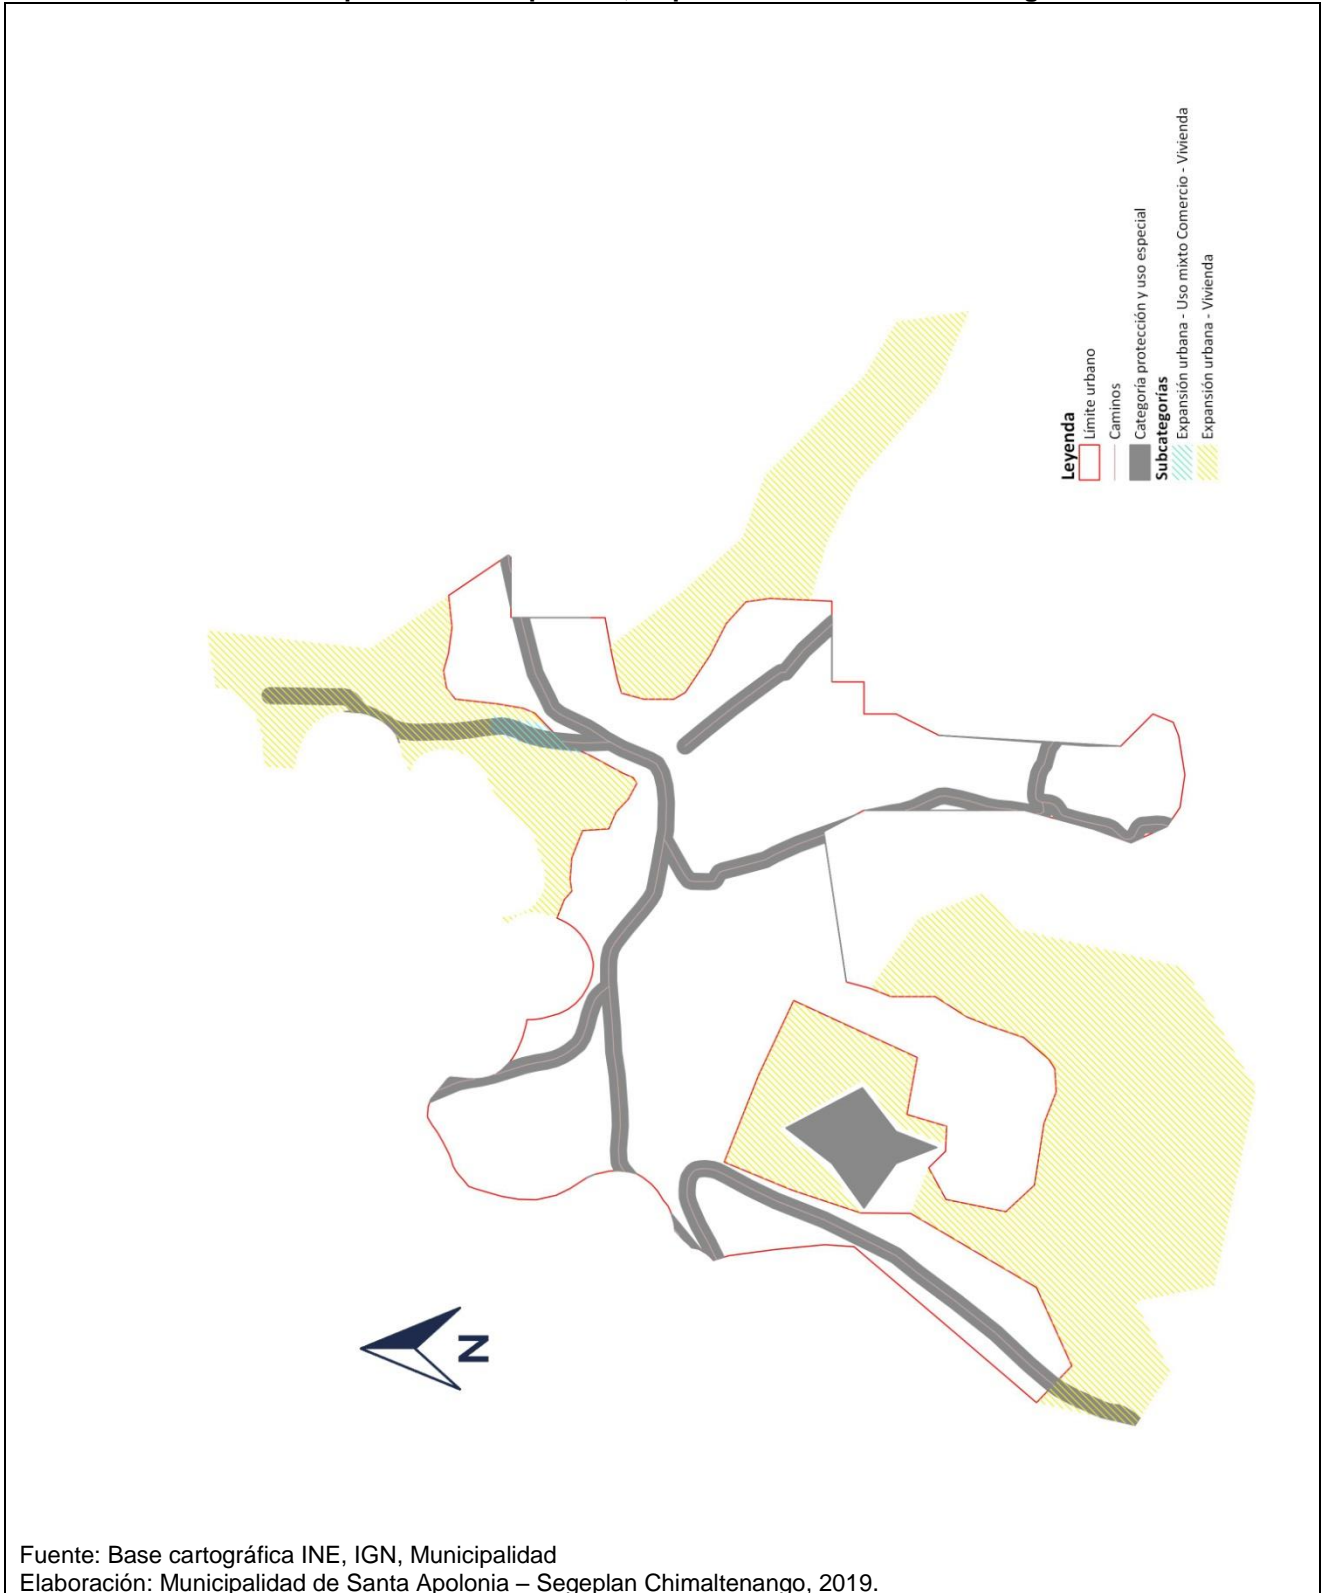 Leyenda
Límite urbano
Caminos
Categoría protección y uso especial
Subcategorías
Expansión urbana - Uso mixto Comercio - Vivienda
Expansión urbana - Vivienda
N
Fuente: Base cartográfica INE, IGN, Municipalidad
Elaboración: Municipalidad de Santa Apolonia – Segeplan Chimaltenango, 2019.